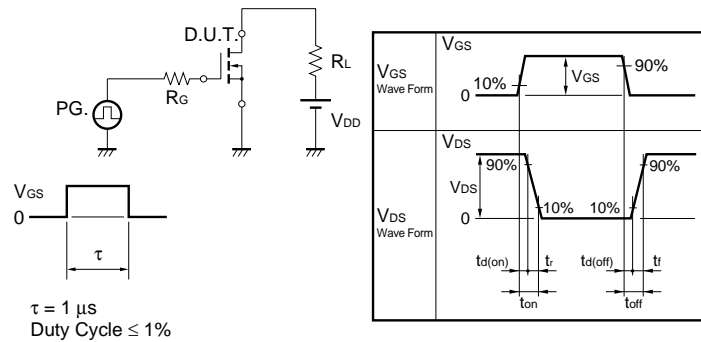 D.U.T.
RL
RG
PG.
VDD
VGS
0
τ
τ = 1 μs
Duty Cycle ≤ 1%
VGS
Wave Form
VGS
10%
VGS
90%
0
VDS
Wave Form
VDS
90%
90%
VDS
10%
10%
0
td(on)
tr
td(off)
tf
ton
toff